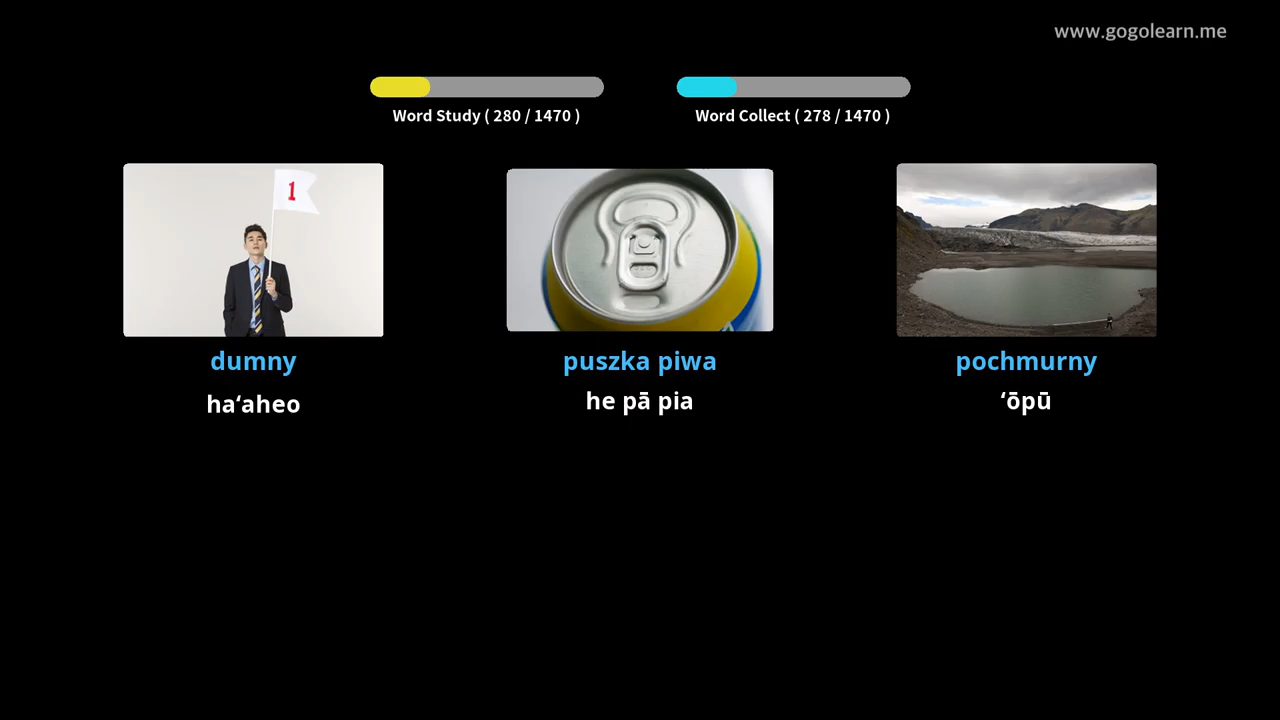 www.gogolearn.me
Word Study ( 280 / 1470 )
Word Collect ( 278 / 1470 )
1
dumny
puszka piwa
pochmurny
haʻaheo
he pā pia
ʻōpū